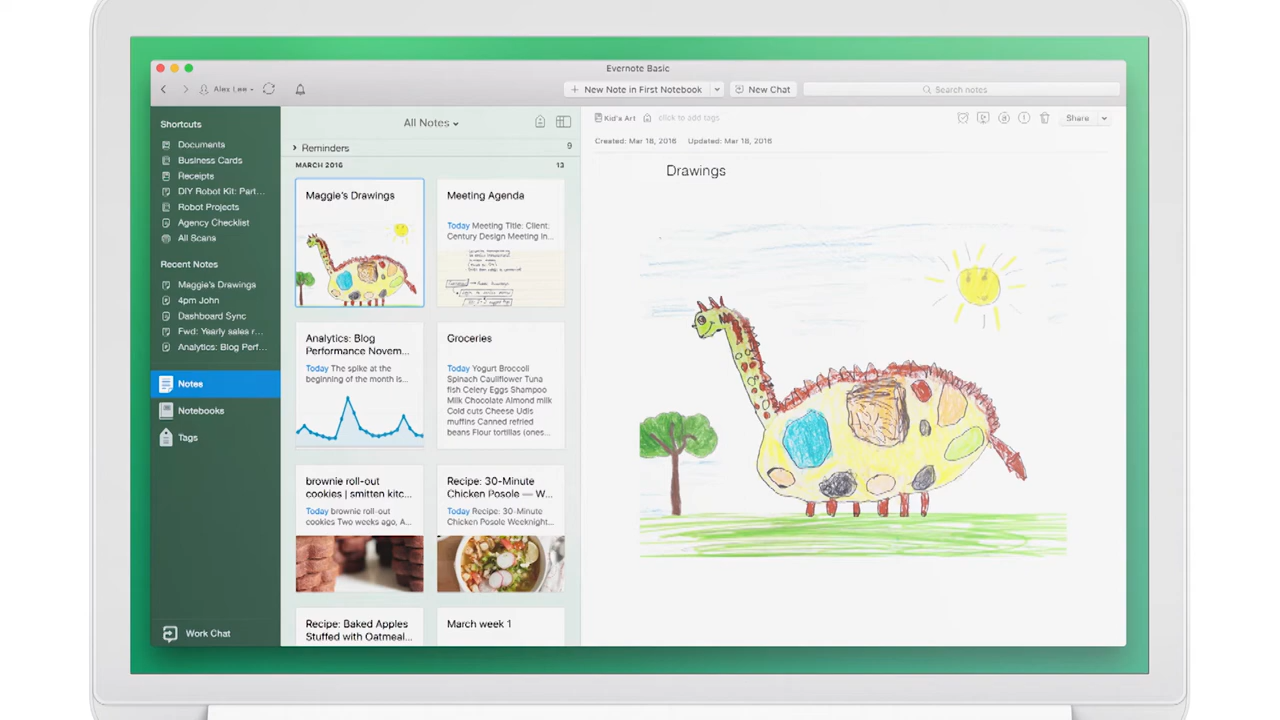 Evernote Basic
Alex Lee
New Note in First Notebook
New Chat
Search notes
Shortcuts
Documents
Business Cards
Receipts
DIY Robot Kit: Part...
Robot Projects
Agency Checklist
All Scans
Recent Notes
Maggie's Drawings
4pm John
Dashboard Sync
Fwd: Yearly sales r...
Analytics: Blog Perf...
Notes
Notebooks
Tags
Work Chat
All Notes
Reminders
9
MARCH 2016
13
Maggie's Drawings
Meeting Agenda
Today Meeting Title: Client:
Century Design Meeting In...
Analytics: Blog
Performance Novem...
Today The spike at the
beginning of the month is...
Groceries
Today Yogurt Broccoli
Spinach Cauliflower Tuna
fish Celery Eggs Shampoo
Milk Chocolate Almond milk
Cold cuts Cheese Udis
muffins Canned refried
beans Flour tortillas (ones...
brownie roll-out
cookies | smitten kitc...
Today brownie roll-out
cookies Two weeks ago, A...
Recipe: 30-Minute
Chicken Posole — W...
Today Recipe: 30-Minute
Chicken Posole Weeknight...
Recipe: Baked Apples
Stuffed with Oatmeal...
March week 1
Kid's Art
click to add tags
Share
Created: Mar 18, 2016
Updated: Mar 18, 2016
Drawings